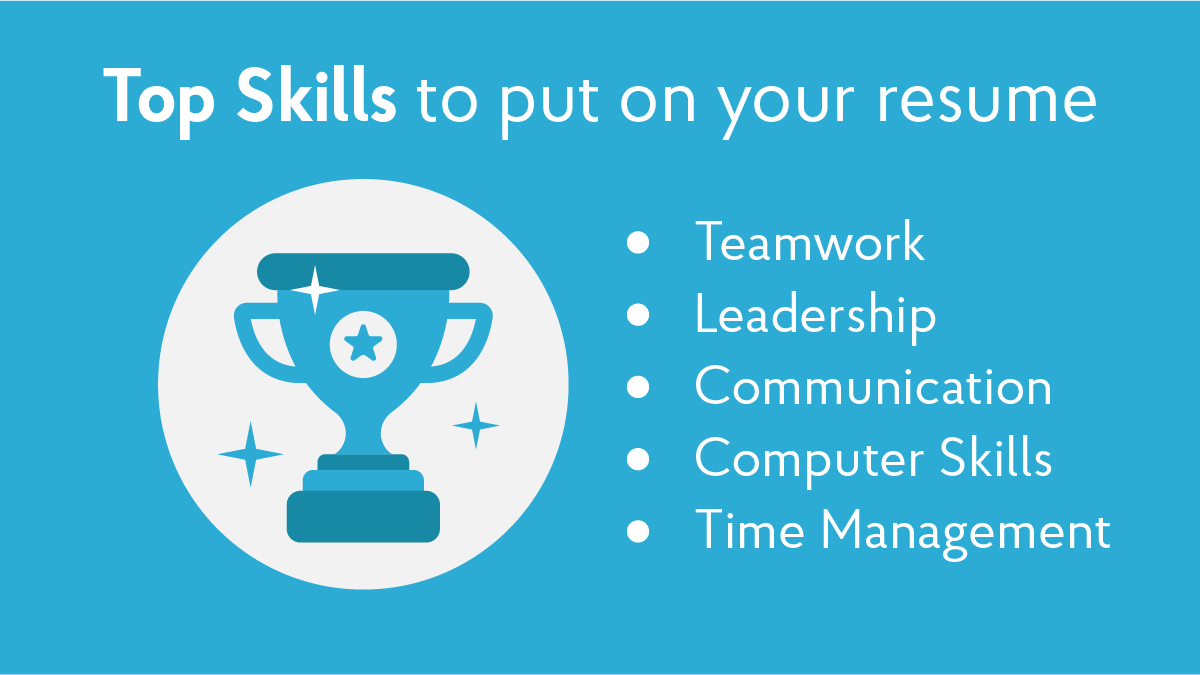 Top Skills to put on your resume
● Teamwork
● Leadership
● Communication
● Computer Skills
● Time Management